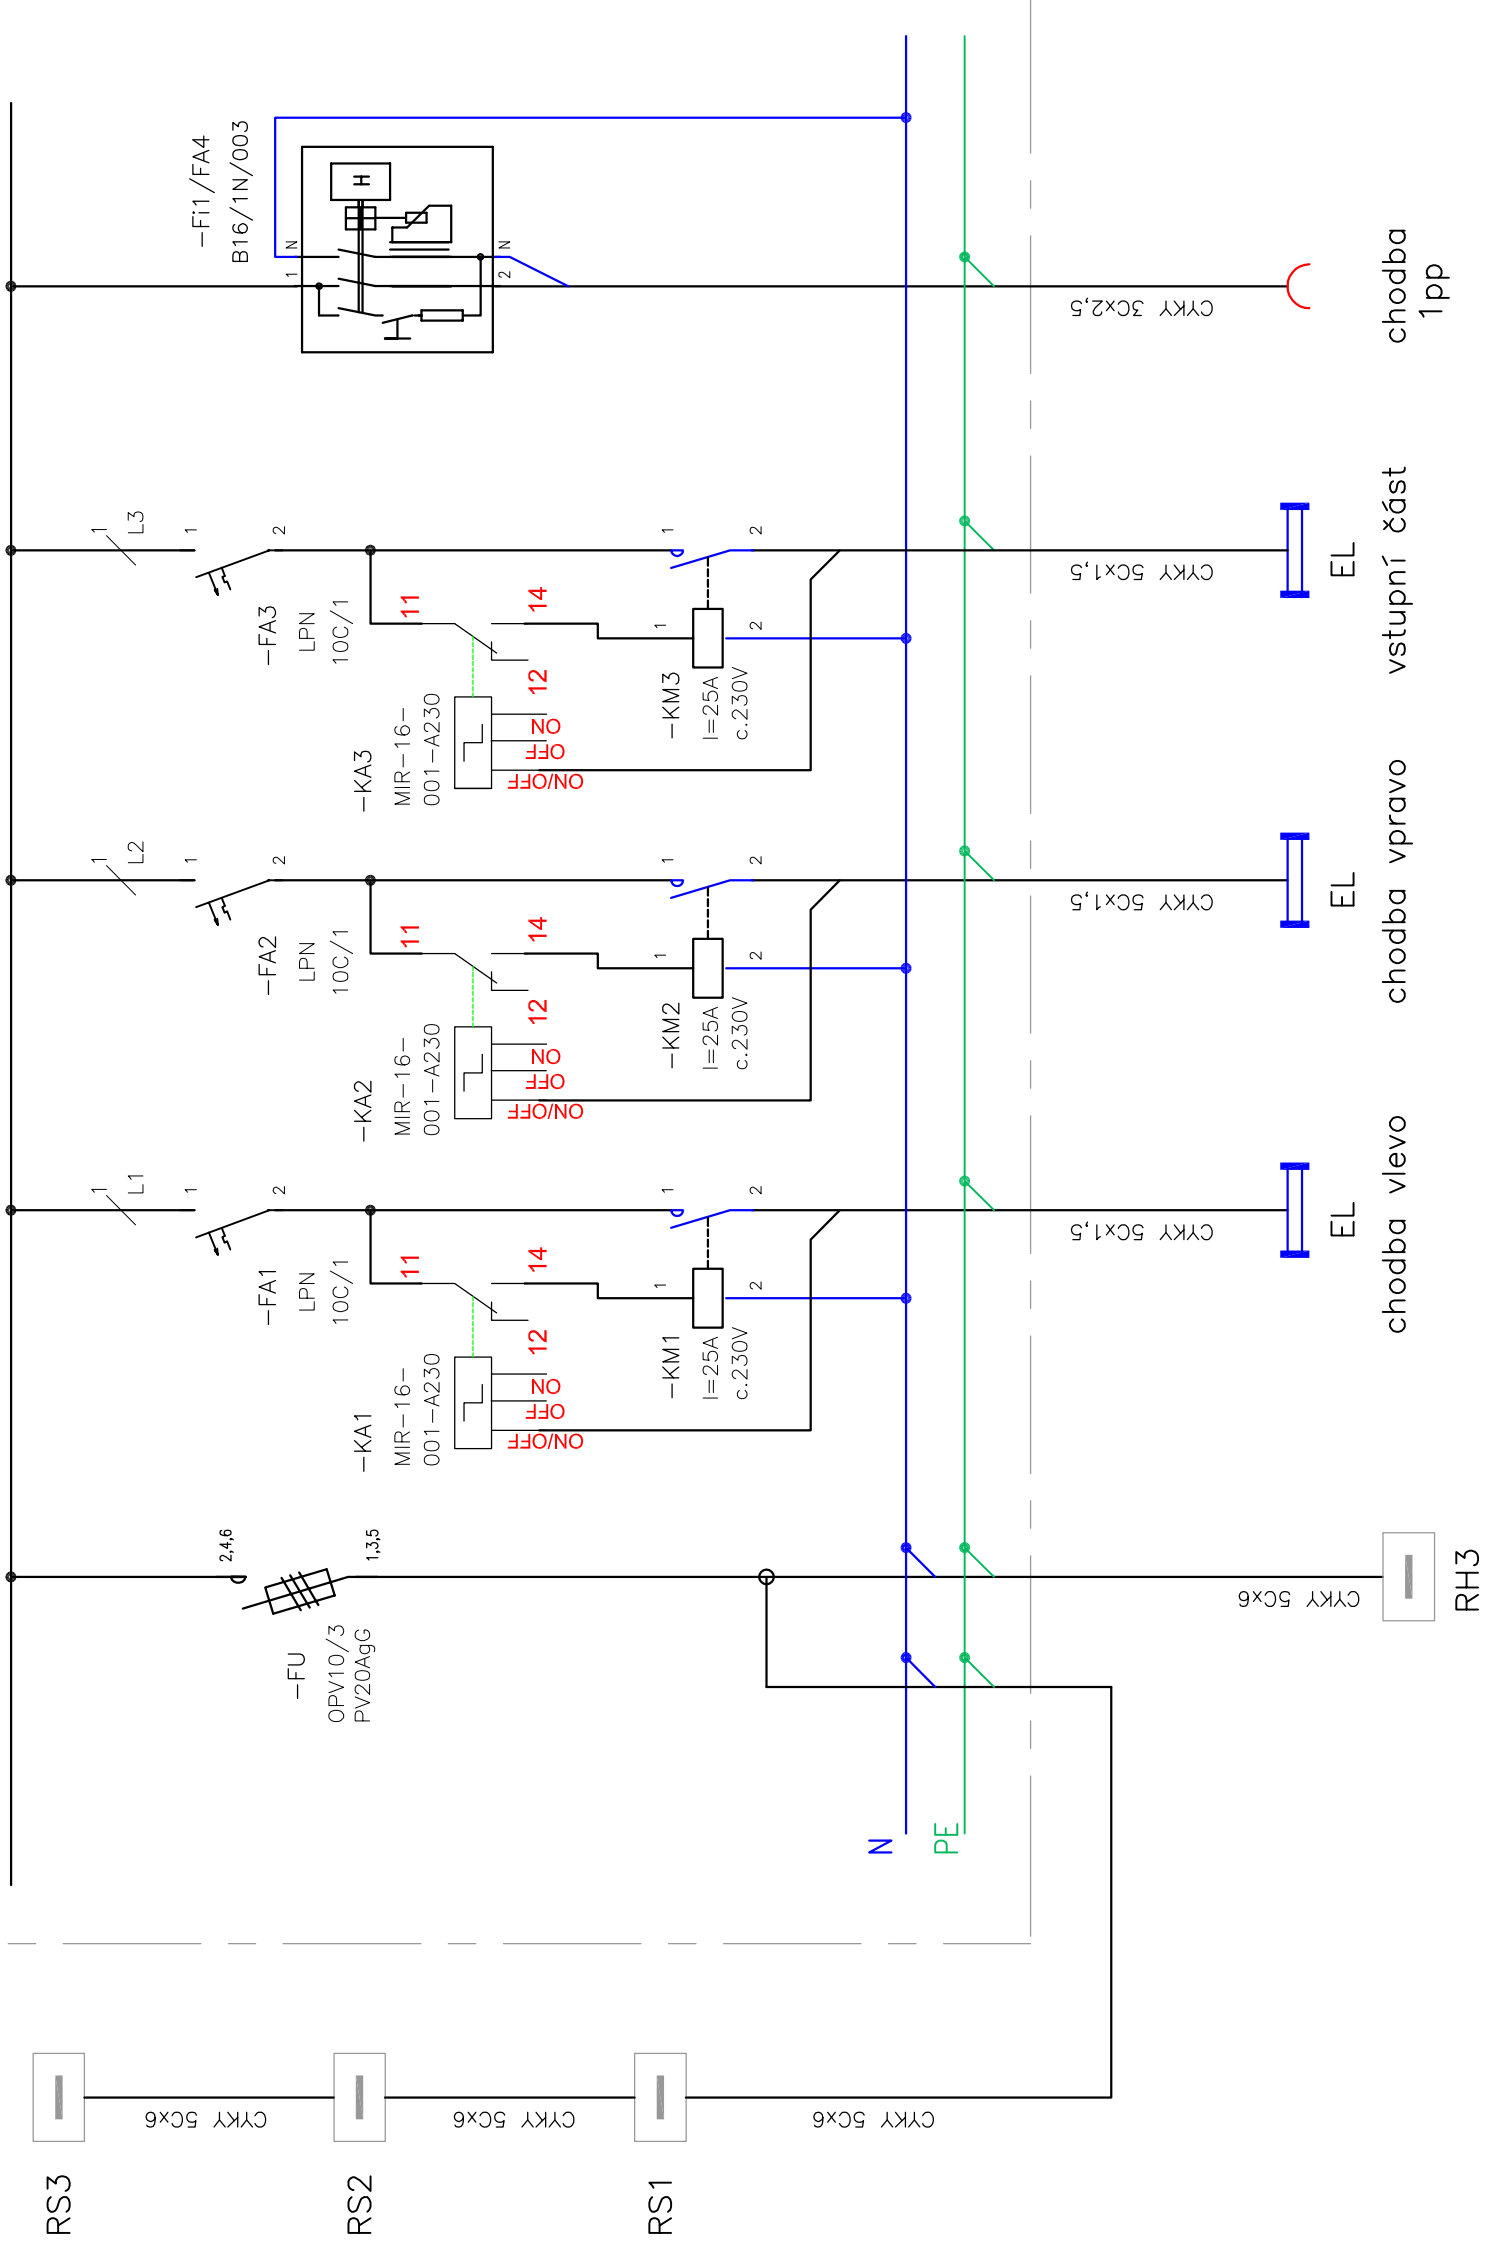 RS3
CYKY 5Cx6
RS2
CYKY 5Cx6
RS1
CYKY 5Cx6
2,4,6
1,3,5
-FU
OPV10/3
PV20AgG
CYKY 5Cx6
RH3
N
PE
1
L1
1
2
-FA1
LPN
10C/1
-KA1
MIR-16-
001-A230
11
14
12
ON
OFF
ON/OFF
1
2
1
2
-KM1
I=25A
c.230V
CYKY 5Cx1,5
EL
chodba vlevo
1
L2
1
2
-FA2
LPN
10C/1
-KA2
MIR-16-
001-A230
11
14
12
ON
OFF
ON/OFF
1
2
1
2
-KM2
I=25A
c.230V
CYKY 5Cx1,5
EL
chodba vpravo
1
L3
1
2
-FA3
LPN
10C/1
-KA3
MIR-16-
001-A230
11
14
12
ON
OFF
ON/OFF
1
2
1
2
-KM3
I=25A
c.230V
CYKY 5Cx1,5
EL
vstupní část
-Fi1/FA4
B16/1N/003
1
N
H
2
N
CYKY 3Cx2,5
chodba
1pp